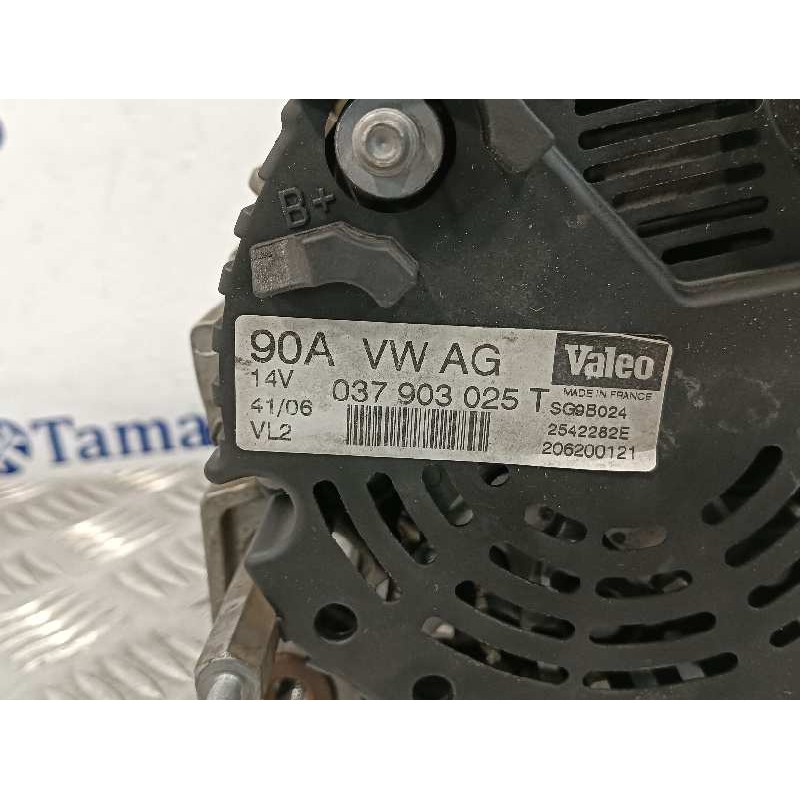 B+
90A VW AG
14V 037 903 025 T
41/06
VL2
Valeo
MADE IN FRANCE
SG9B024
2542282E
206200121
Tama